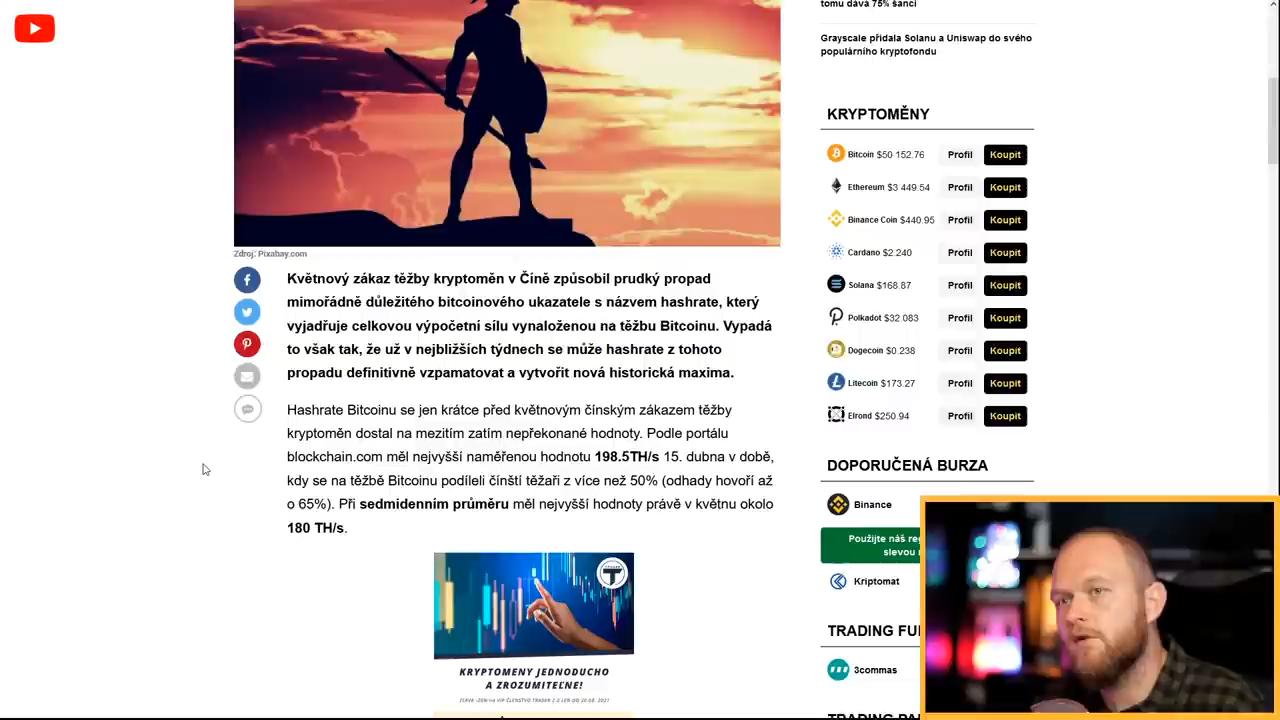 tomu dává 75% šanci
Grayscale přidala Solanu a Uniswap do svého
populárního kryptofondu
KRYPTOMĚNY
Bitcoin $50 152.76 Profil Koupit
Ethereum $3 449.54 Profil Koupit
Binance Coin $440.95 Profil Koupit
Cardano $2.240 Profil Koupit
Solana $168.87 Profil Koupit
Polkadot $32.083 Profil Koupit
Dogecoin $0.238 Profil Koupit
Litecoin $173.27 Profil Koupit
Elrond $250.94 Profil Koupit
DOPORUČENÁ BURZA
Binance
Použijte náš
slevou
Kriptomat
TRADING
3commas
TRADING
Zdroj: Pixabay.com
Květnový zákaz těžby kryptoměn v Číně způsobil prudký propad
mimořádně důležitého bitcoinového ukazatele s názvem hashrate, který
vyjadřuje celkovou výpočetní sílu vynaloženou na těžbu Bitcoinu. Vypadá
to však tak, že už v nejbližších týdnech se může hashrate z tohoto
propadu definitivně vzpamatovat a vytvořit nová historická maxima.
Hashrate Bitcoinu se jen krátce před květnovým čínským zákazem těžby
kryptoměn dostal na mezitím zatím nepřekonané hodnoty. Podle portálu
blockchain.com měl nejvyšší naměřenou hodnotu 198.5TH/s 15. dubna v době,
kdy se na těžbě Bitcoinu podíleli čínští těžaři z více než 50% (odhady hovoří až
o 65%). Při sedmidenním průměru měl nejvyšší hodnoty právě v květnu okolo
180 TH/s.
KRYPTOMENY JEDNODUCHO
A ZROZUMITEĽNE!